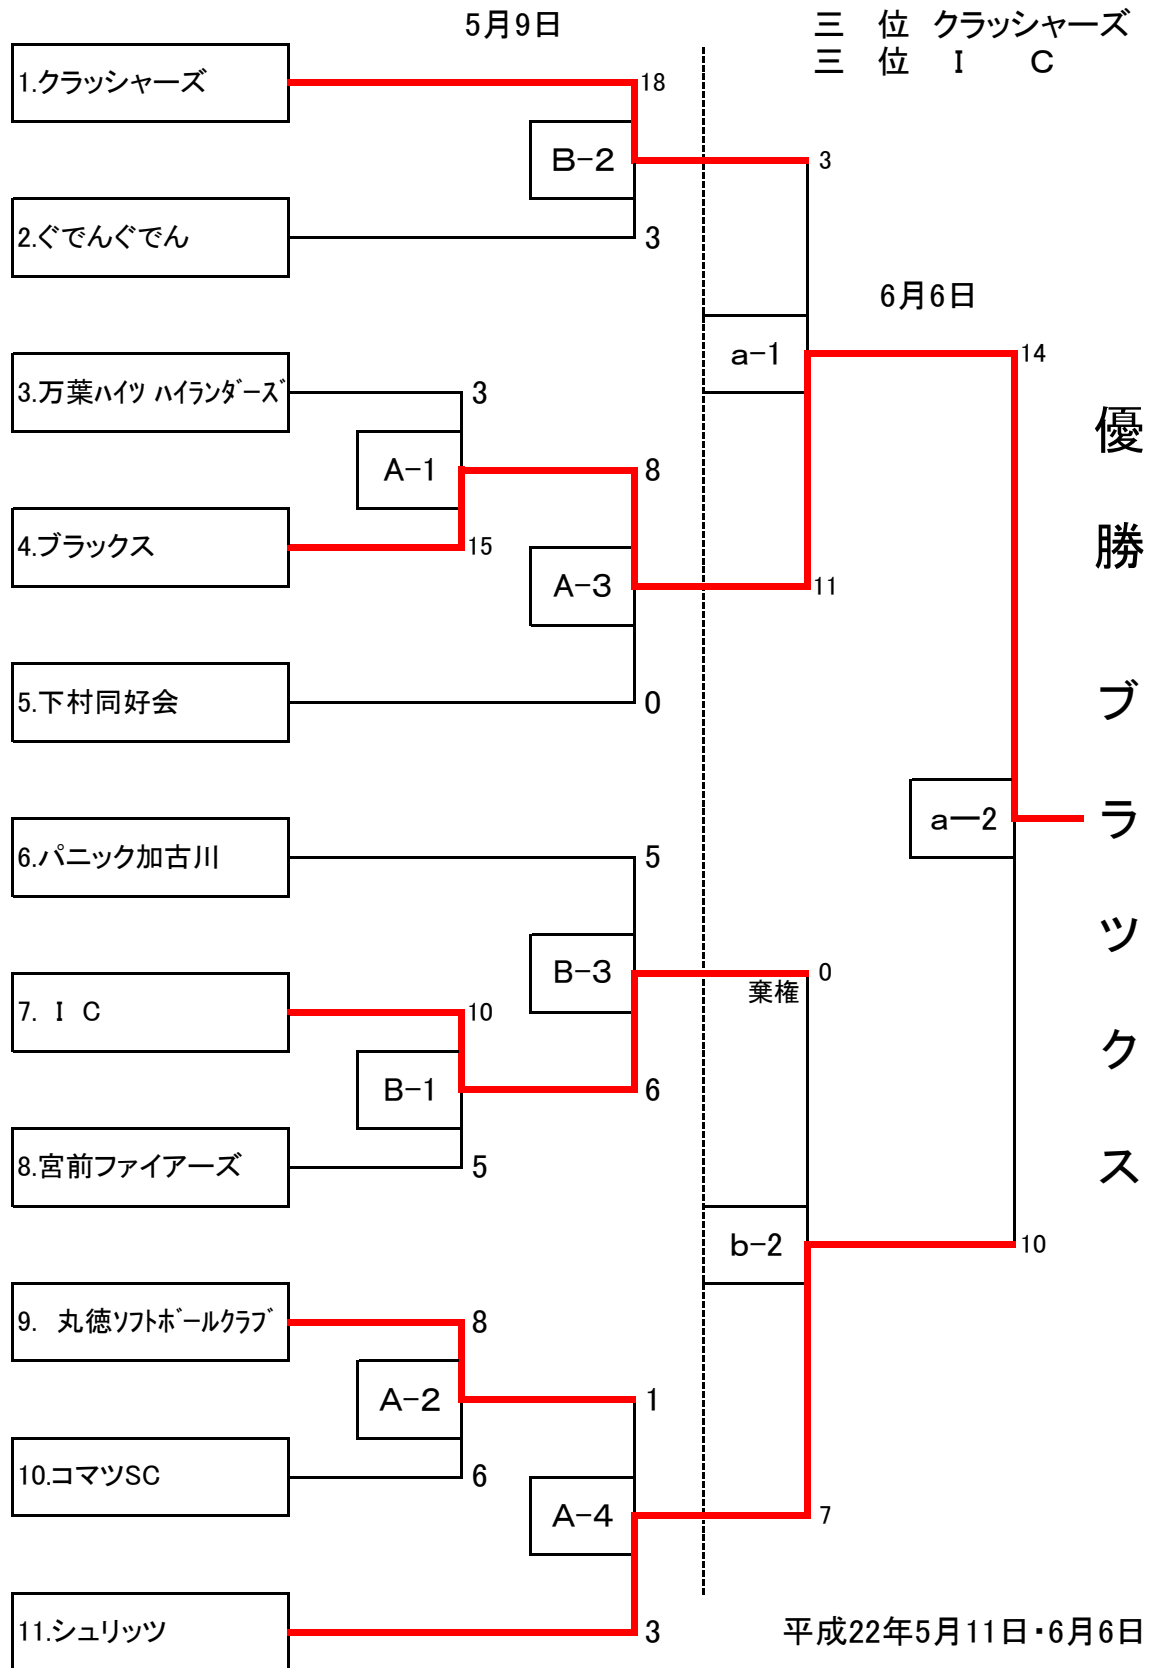 5月9日
三　位　クラッシャーズ
三　位　I　C
1.クラッシャーズ
18
B-2
3
2.ぐでんぐでん
3
6月6日
a-1
14
3.万葉ﾊｲﾂ ﾊｲﾗﾝﾀﾞｰｽﾞ
3
A-1
8
4.ブラックス
15
A-3
11
5.下村同好会
0
a－2
6.パニック加古川
5
B-3
0
棄権
7. I C
10
B-1
6
8.宮前ファイアーズ
5
b-2
10
9. 丸徳ｿﾌﾄﾎﾞｰﾙｸﾗﾌﾞ
8
A-2
1
10.コマツSC
6
A-4
7
11.シュリッツ
3
優勝　ブラツクス
平成22年5月11日・6月6日